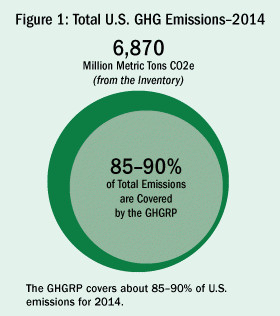 Figure 1: Total U.S. GHG Emissions–2014
6,870
Million Metric Tons CO2e
(from the Inventory)
85–90%
of Total Emissions
are Covered
by the GHGRP
The GHGRP covers about 85–90% of U.S.
emissions for 2014.